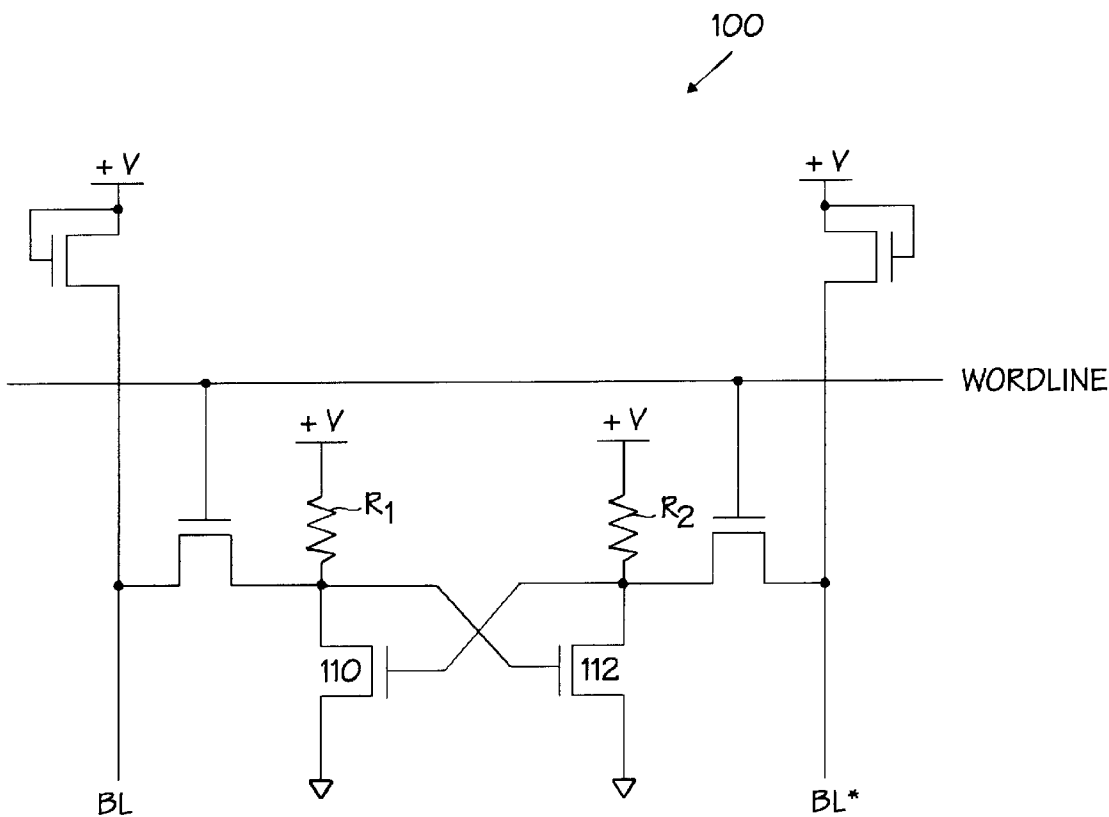 100
+ V
+ V
WORDLINE
+ V
+ V
R1
R2
110
112
BL
BL*